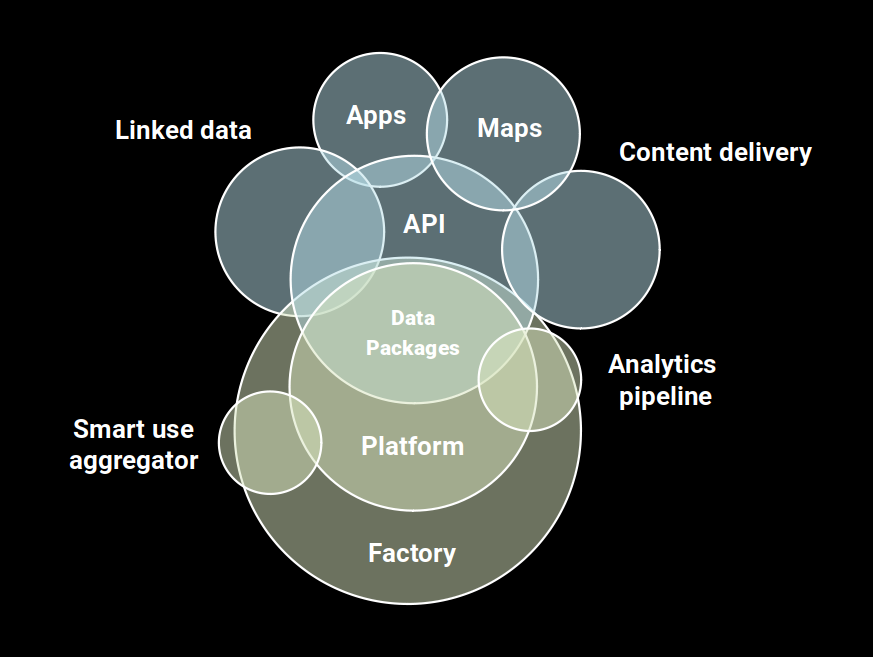 Apps
Maps
Linked data
Content delivery
API
Data
Packages
Analytics
pipeline
Smart use
aggregator
Platform
Factory